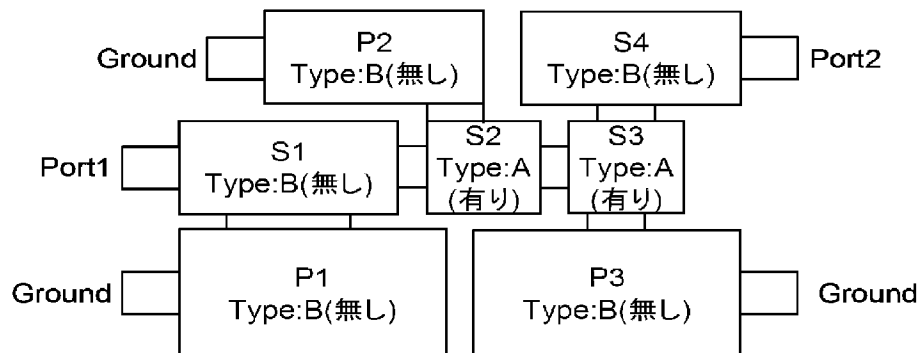 Ground
P2
Type:B(無し)
S4
Type:B(無し)
Port2
Port1
S1
Type:B(無し)
S2
Type:A
(有り)
S3
Type:A
(有り)
Ground
P1
Type:B(無し)
P3
Type:B(無し)
Ground